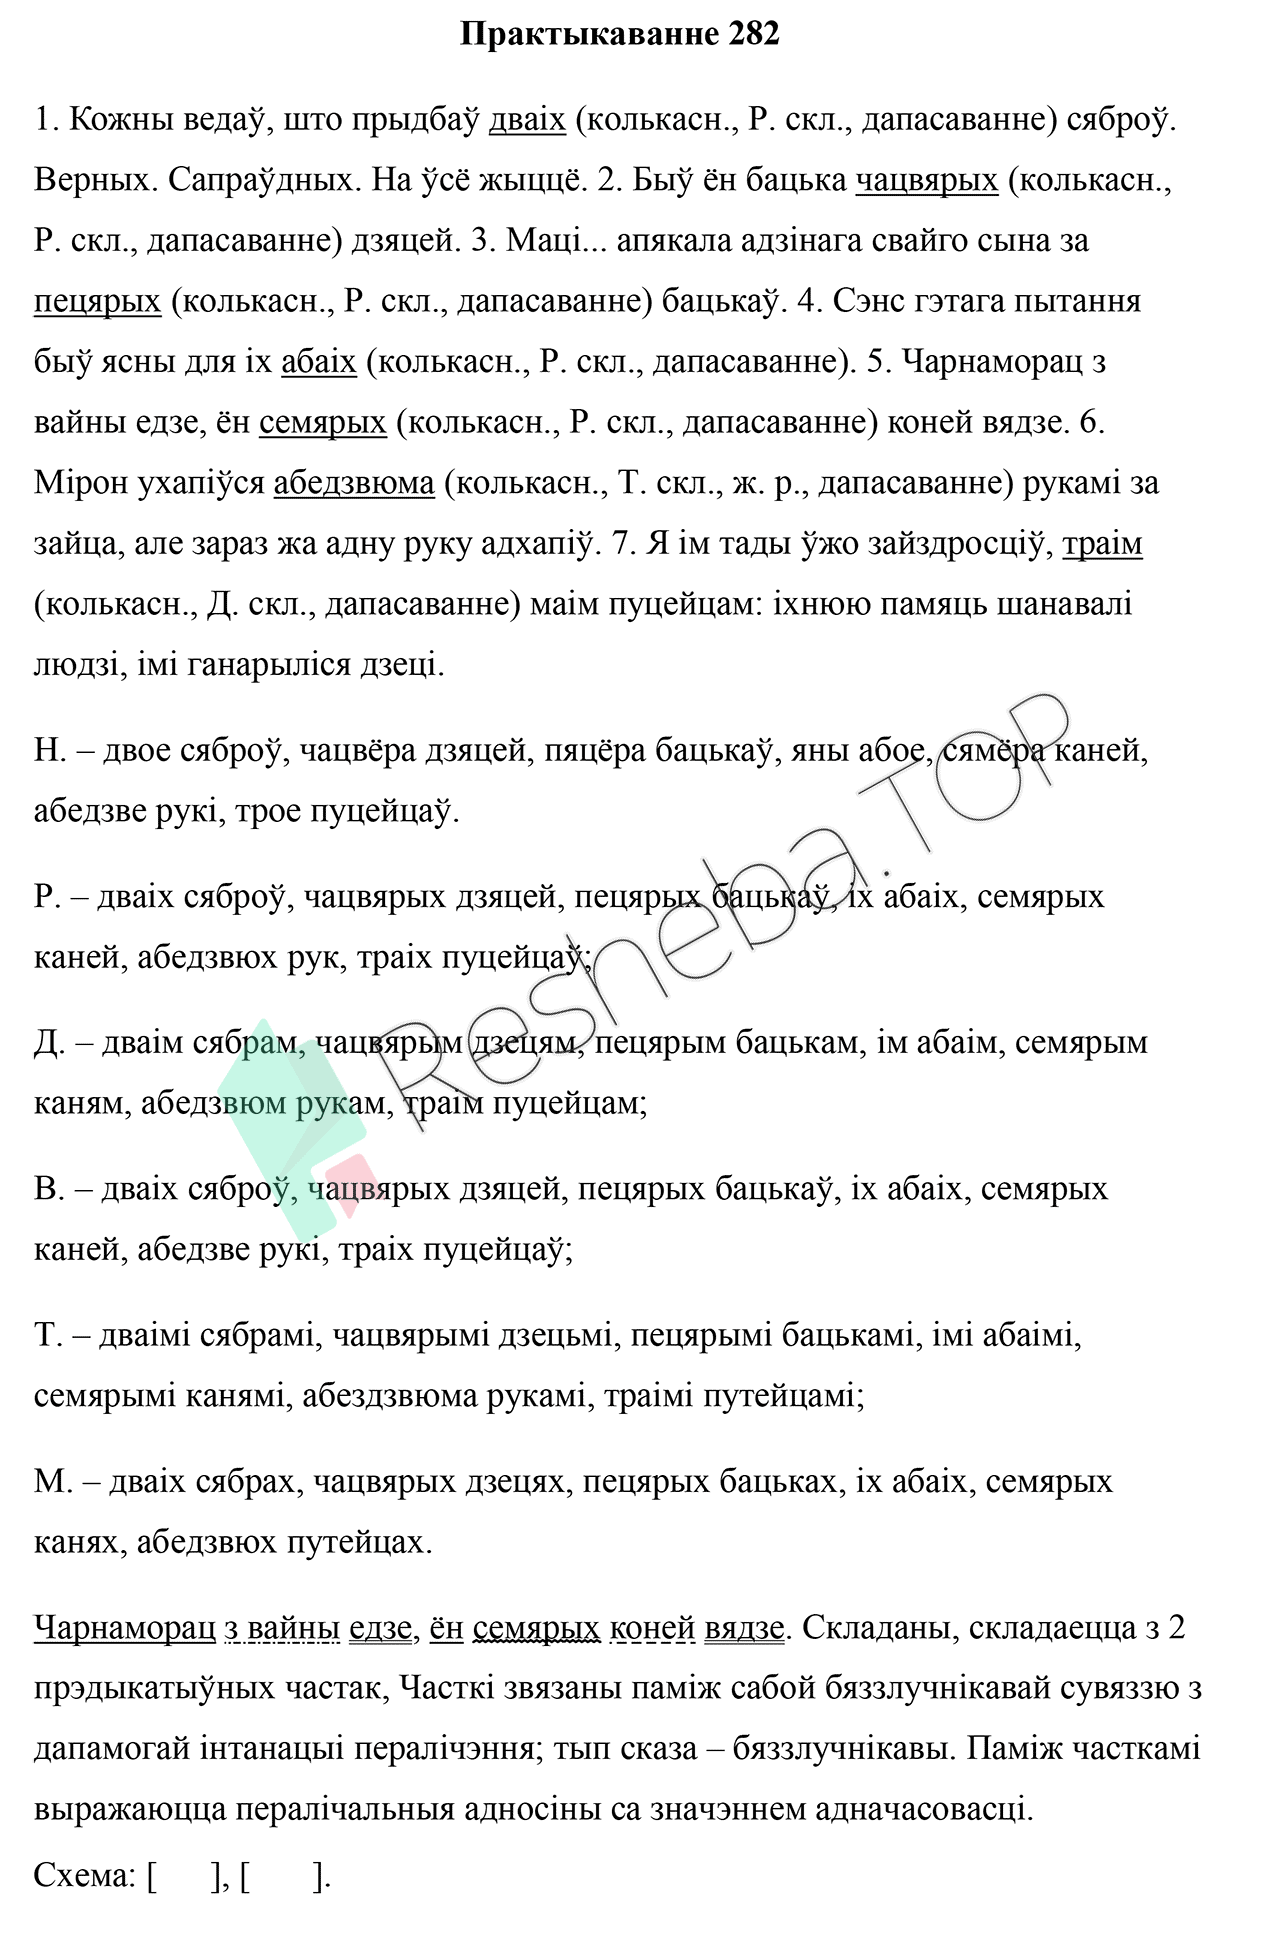 Практыкаванне 282
1. Кожны ведаў, што прыдбаў дваіх (колькасн., Р. скл., дапасаванне) сяброў.
Верных. Сапраўдных. На ўсё жыццё. 2. Быў ён бацька чацвярых (колькасн.,
Р. скл., дапасаванне) дзяцей. 3. Маці... апякала адзінага свайго сына за
пецярых (колькасн., Р. скл., дапасаванне) бацькаў. 4. Сэнс гэтага пытання
быў ясны для іх абаіх (колькасн., Р. скл., дапасаванне). 5. Чарнаморац з
вайны едзе, ён семярых (колькасн., Р. скл., дапасаванне) коней вядзе. 6.
Мірон ухапіўся абедзвюма (колькасн., Т. скл., ж. р., дапасаванне) рукамі за
зайца, але зараз жа адну руку адхапіў. 7. Я ім тады ўжо зайздросціў, траім
(колькасн., Д. скл., дапасаванне) маім пуцейцам: іхнюю памяць шанавалі
людзі, імі ганарыліся дзеці.
Н. – двое сяброў, чацвёра дзяцей, пяцёра бацькаў, яны абое, сямёра каней,
абедзве рукі, трое пуцейцаў.
Р. – дваіх сяброў, чацвярых дзяцей, пецярых бацькаў, іх абаіх, семярых
каней, абедзвюх рук, траіх пуцейцаў;
Д. – дваім сябрам, чацвярым дзецям, пецярым бацькам, ім абаім, семярым
каням, абедзвюм рукам, траім пуцейцам;
В. – дваіх сяброў, чацвярых дзяцей, пецярых бацькаў, іх абаіх, семярых
каней, абедзве рукі, траіх пуцейцаў;
Т. – дваімі сябрамі, чацвярымі дзецьмі, пецярымі бацькамі, імі абаімі,
семярымі канямі, абездзвюма рукамі, траімі путейцамі;
М. – дваіх сябрах, чацвярых дзецях, пецярых бацьках, іх абаіх, семярых
канях, абедзвюх путейцах.
Чарнаморац з вайны едзе, ён семярых коней вядзе. Складаны, складаецца з 2
прэдыкатыўных частак, Часткі звязаны паміж сабой бяззлучнікавай сувяззю з
дапамогай інтанацыі пералічэння; тып сказа – бяззлучнікавы. Паміж часткамі
выражаюцца пералічальныя адносіны са значэннем адначасовасці.
Схема: [ ], [ ].
Resheba.TOP